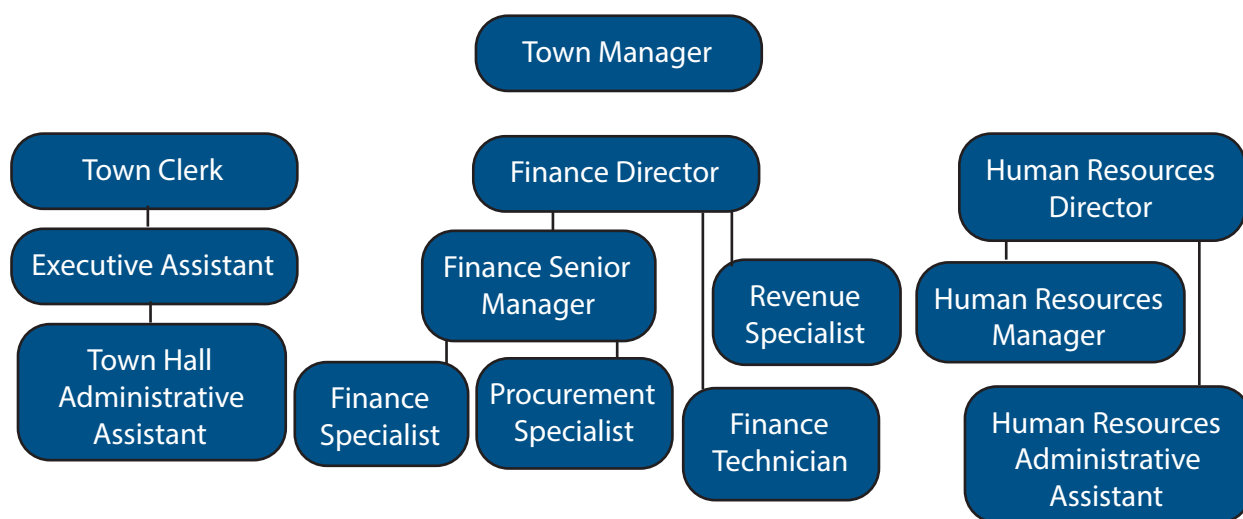 Town Manager
Town Clerk
Finance Director
Human Resources
Director
Executive Assistant
Finance Senior
Manager
Revenue
Specialist
Human Resources
Manager
Town Hall
Administrative
Assistant
Finance
Specialist
Procurement
Specialist
Finance
Technician
Human Resources
Administrative
Assistant